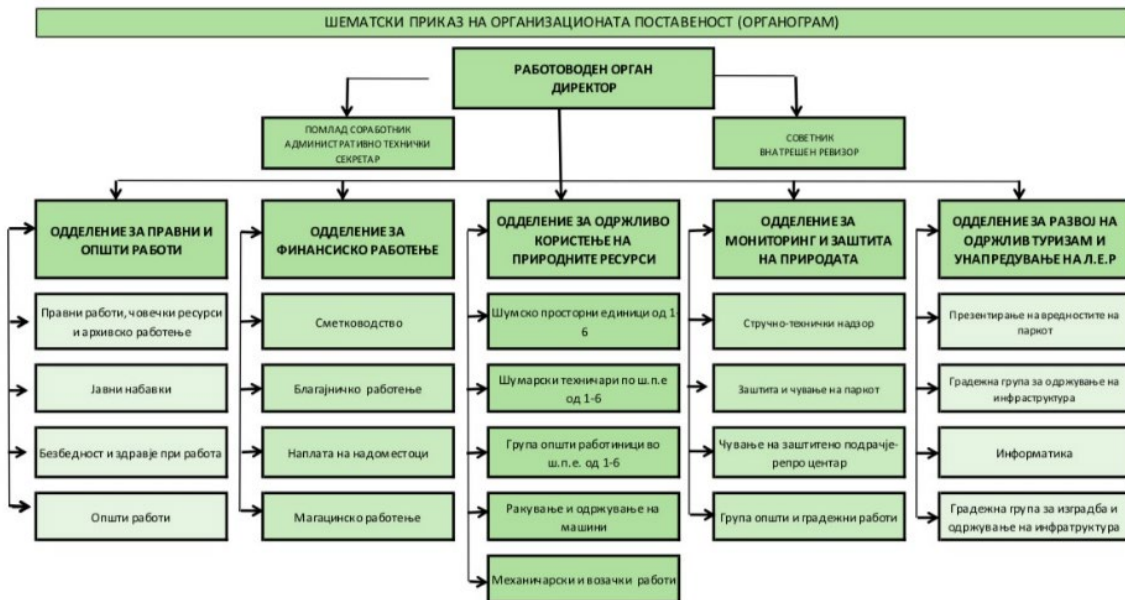 ШЕМАТСКИ ПРИКАЗ НА ОРГАНИЗАЦИОНАТА ПОСТАВЕНОСТ (ОРГАНОГРАМ)
РАБОТОВОДЕН ОРГАН
ДИРЕКТОР
ПОМЛАД СОРАБОТНИК
АДМИНИСТРАТИВНО ТЕХНИЧКИ
СЕКРЕТАР
СОВЕТНИК
ВНАТРЕШЕН РЕВИЗОР
ОДДЕЛЕНИЕ ЗА ПРАВНИ И
ОПШТИ РАБОТИ
Правни работи, човечки ресурси
и архивско работење
Јавни набавки
Безбедност и здравје при работа
Општи работи
ОДДЕЛЕНИЕ ЗА
ФИНАНСИСКО РАБОТЕЊЕ
Сметководство
Благајничко работење
Наплата на надоместоци
Магацинско работење
ОДДЕЛЕНИЕ ЗА ОДРЖЛИВО
КОРИСТЕЊЕ НА
ПРИРОДНИТЕ РЕСУРСИ
Шумско просторни единици од 1-
6
Шумарски техничари по ш.п.е
од 1-6
Група општи работиници во
ш.п.е. од 1-6
Ракување и одржување на
машини
Механичарски и возачки работи
ОДДЕЛЕНИЕ ЗА
МОНИТОРИНГ И ЗАШТИТА
НА ПРИРОДАТА
Стручно-технички надзор
Заштита и чување на паркот
Чување на заштитено подрачје-
репро центар
Група општи и градежни работи
ОДДЕЛЕНИЕ ЗА РАЗВОЈ НА
ОДРЖЛИВ ТУРИЗАМ И
УНАПРЕДУВАЊЕ НА Л.Е.Р
Презентирање на вредностите на
паркот
Градежна група за одржување на
инфраструктура
Информатика
Градежна група за изградба и
одржување на инфратруктура